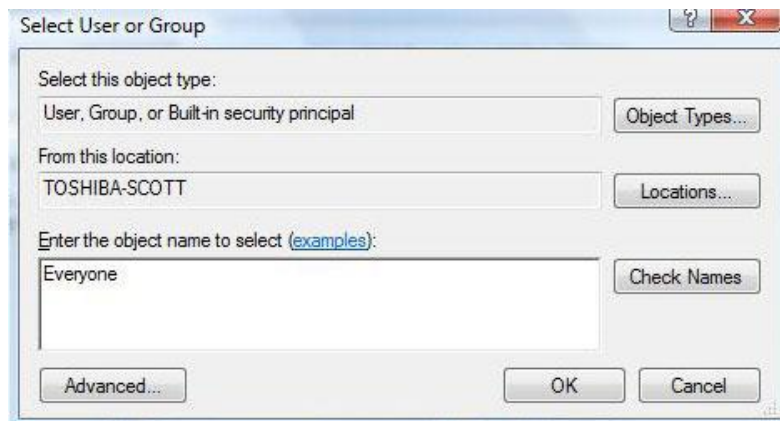 Select User or Group
Select this object type:
User, Group, or Built-in security principal
Object Types...
From this location:
TOSHIBA-SCOTT
Locations...
Enter the object name to select (examples):
Everyone
Check Names
Advanced...
OK
Cancel